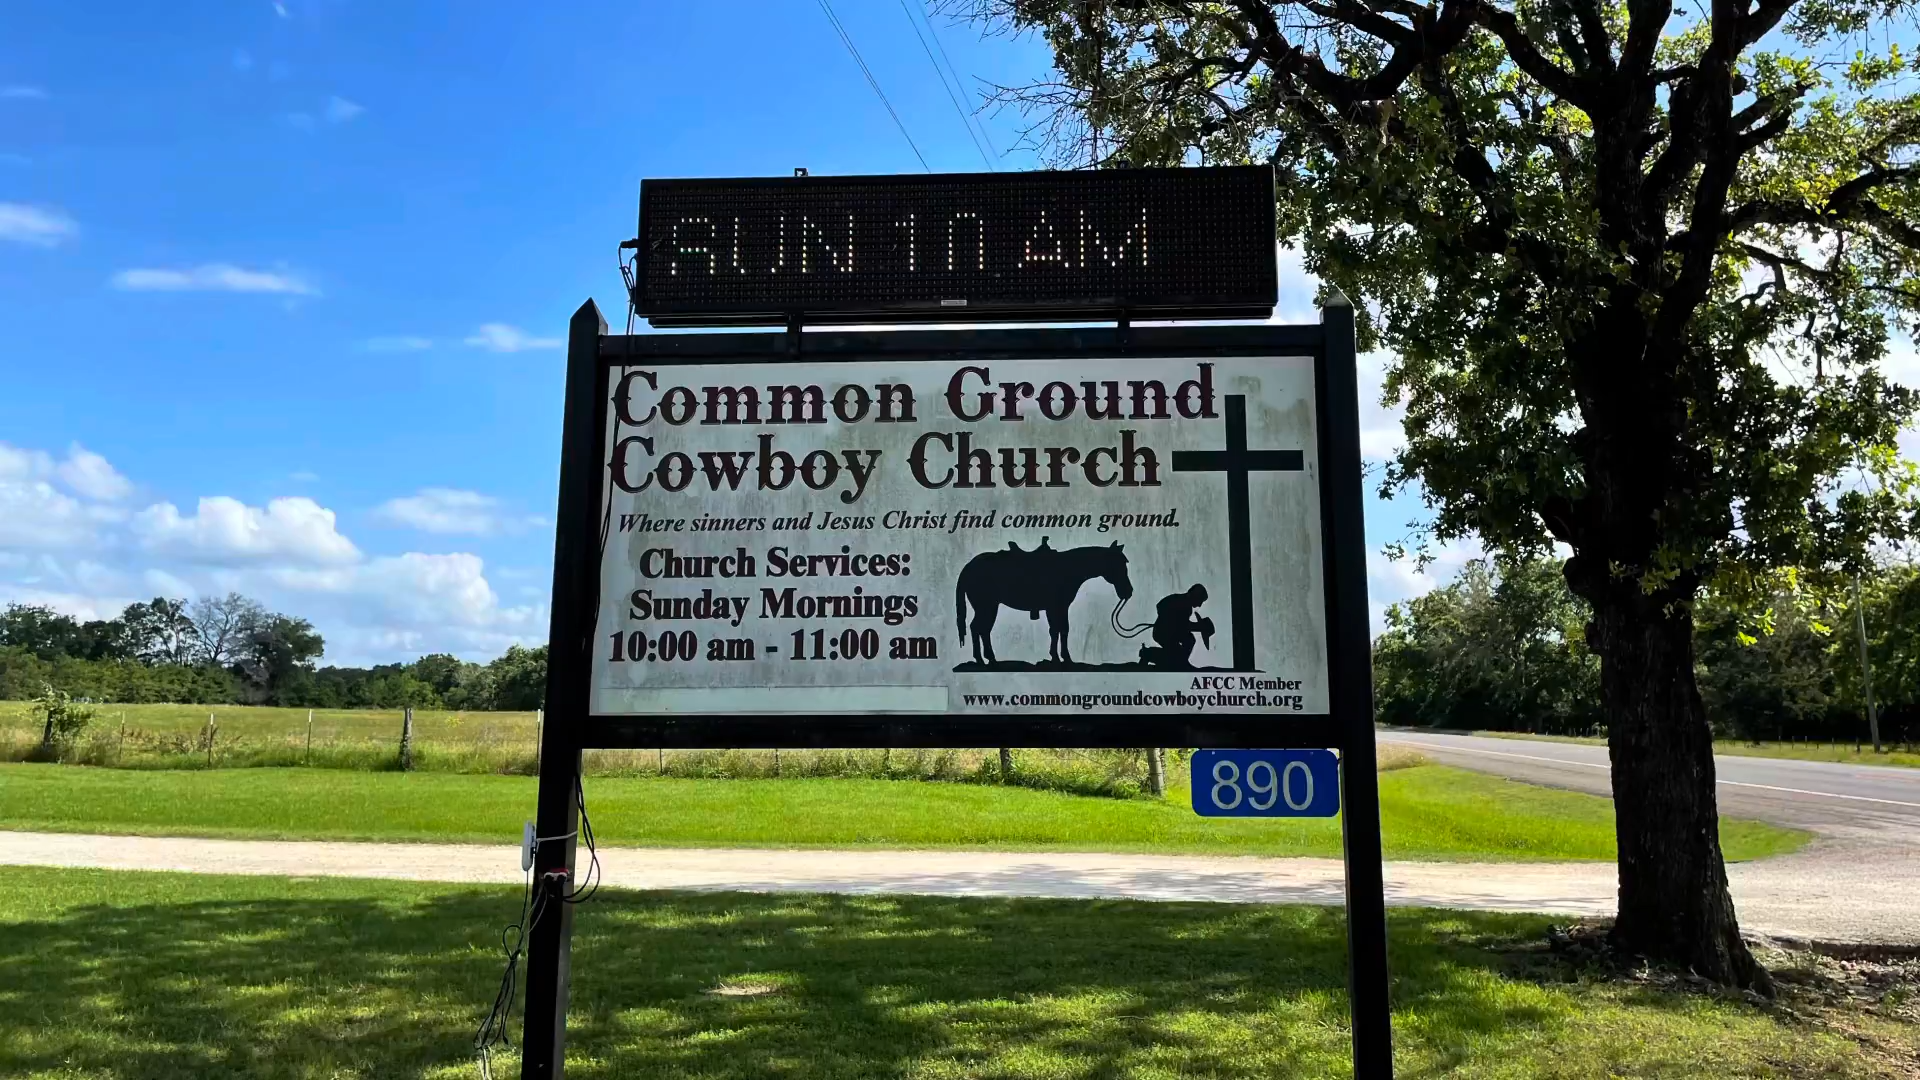 SUN 10 AM
Common Ground
Cowboy Church
Where sinners and Jesus Christ find common ground.
Church Services:
Sunday Mornings
10:00 am - 11:00 am
AFCC Member
www.commongroundcowboychurch.org
890